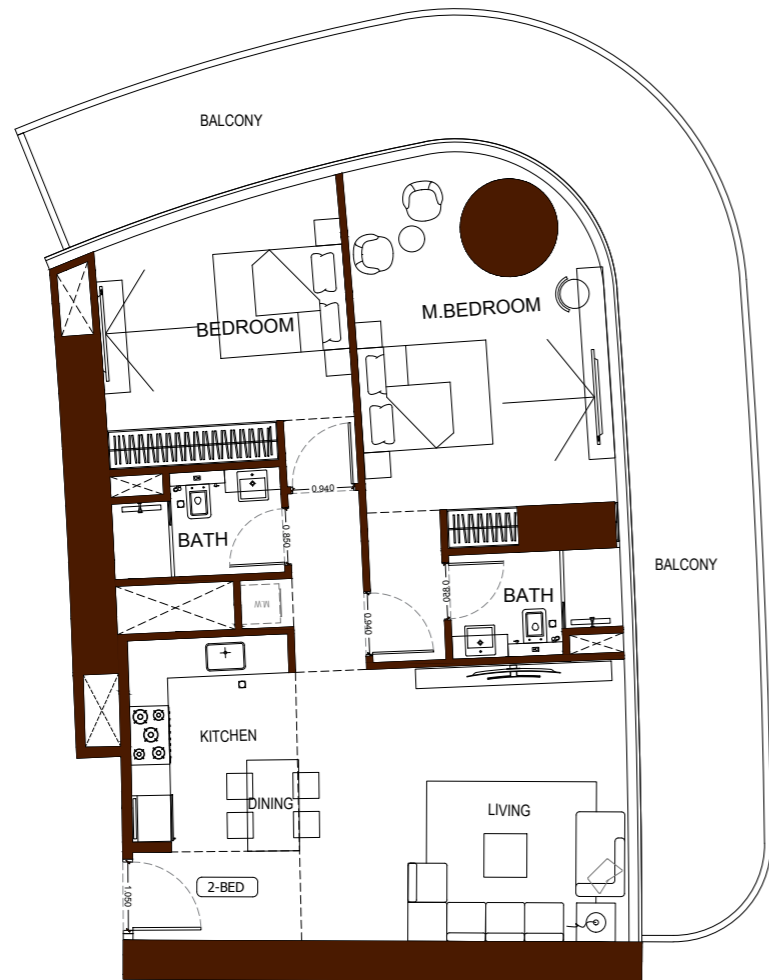 BALCONY
BEDROOM
M.BEDROOM
0.940
0.850
BATH
BALCONY
0.820
BATH
M.W
0.940
KITCHEN
DINING
LIVING
2-BED
1.050